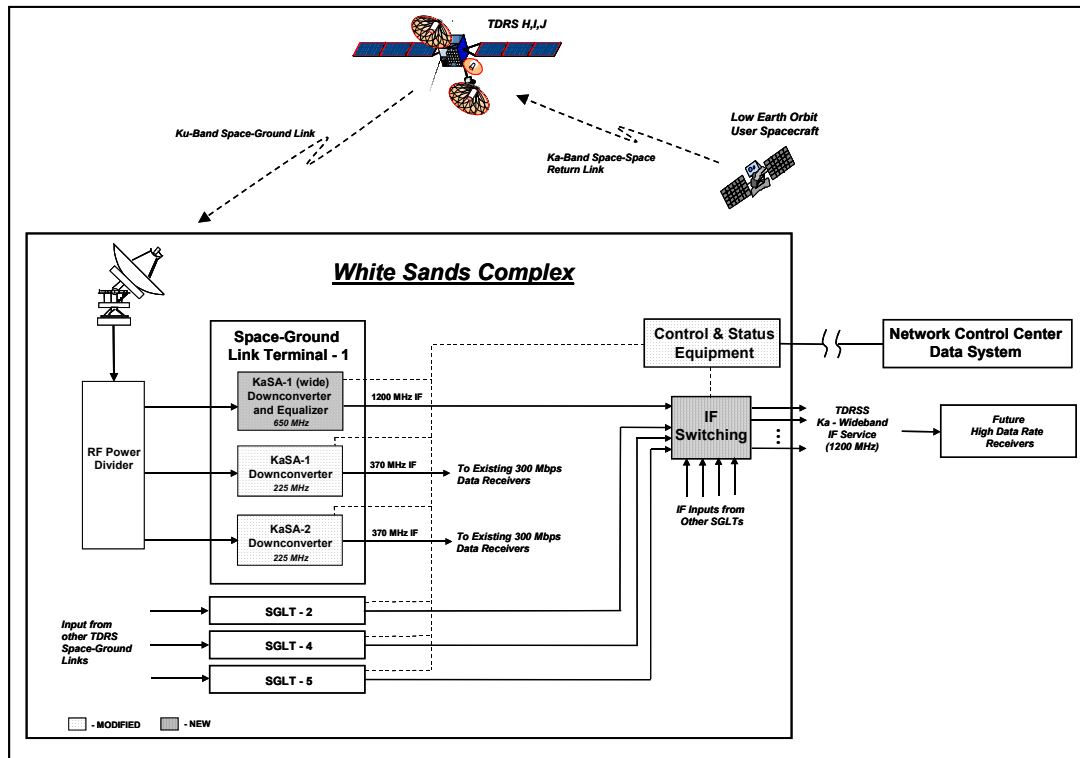 TDRS H,I,J
Ku-Band Space-Ground Link
Low Earth Orbit
User Spacecraft
Ka-Band Space-Space
Return Link
White Sands Complex
Space-Ground
Link Terminal - 1
Control & Status
Equipment
Network Control Center
Data System
RF Power
Divider
KaSA-1 (wide)
Downconverter
and Equalizer
650 MHz
1200 MHz IF
IF
Switching
TDRSS
Ka - Wideband
IF Service
(1200 MHz)
Future
High Data Rate
Receivers
KaSA-1
Downconverter
225 MHz
370 MHz IF
To Existing 300 Mbps
Data Receivers
IF Inputs from
Other SGLTs
KaSA-2
Downconverter
225 MHz
370 MHz IF
To Existing 300 Mbps
Data Receivers
Input from
other TDRS
Space-Ground
Links
SGLT - 2
SGLT - 4
SGLT - 5
- MODIFIED
- NEW